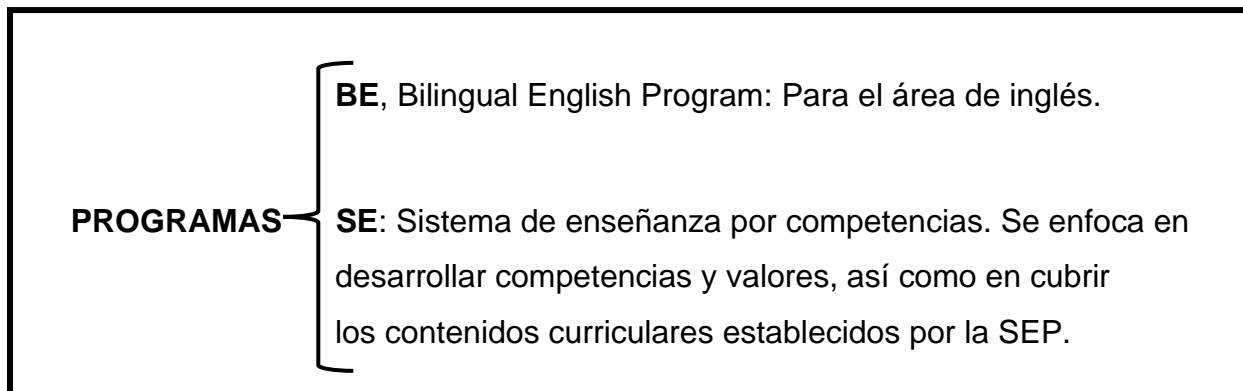 BE, Bilingual English Program: Para el área de inglés.
PROGRAMAS
SE: Sistema de enseñanza por competencias. Se enfoca en
desarrollar competencias y valores, así como en cubrir
los contenidos curriculares establecidos por la SEP.